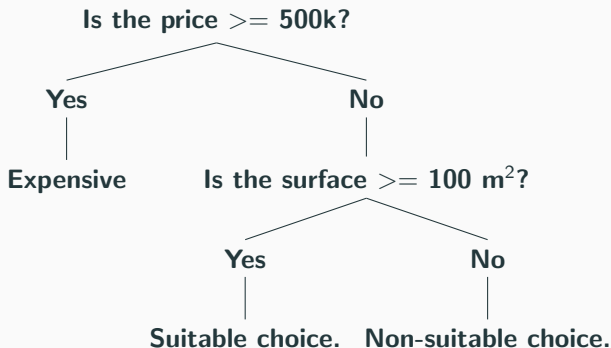 Is the price >= 500k?
Yes No
Expensive Is the surface >= 100 m²?
Yes No
Suitable choice. Non-suitable choice.